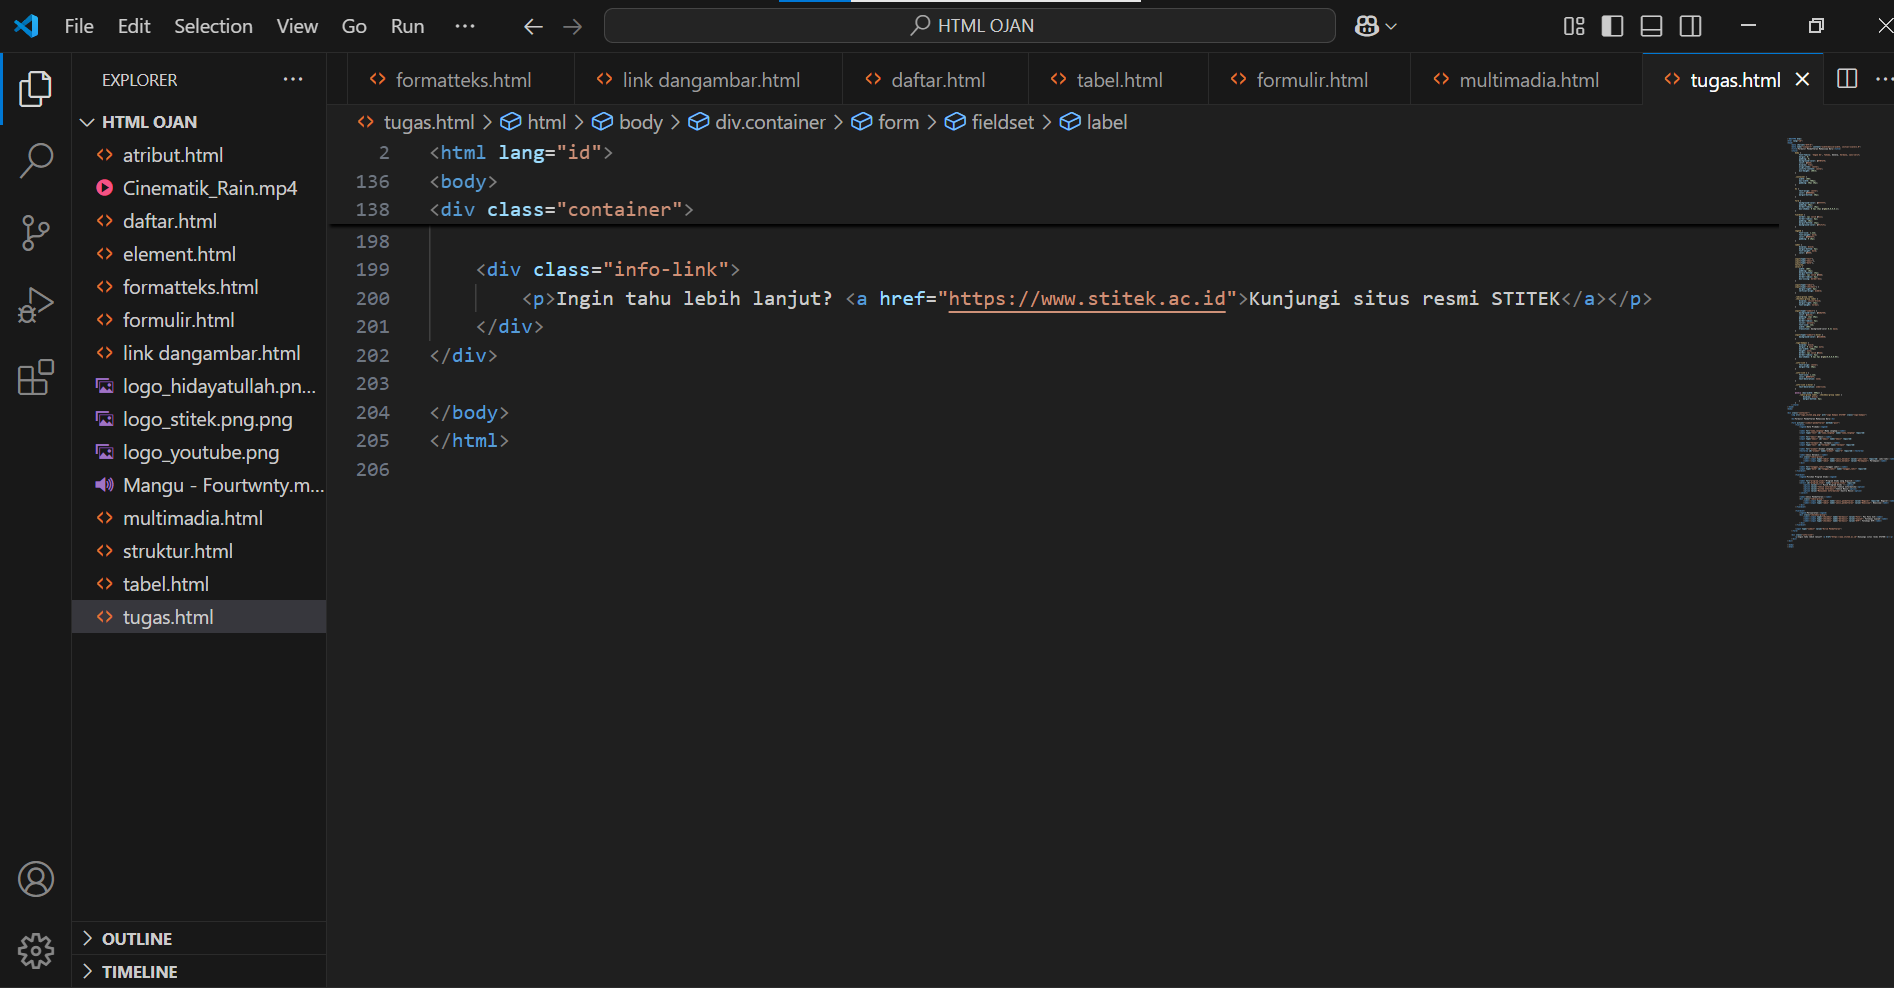 File Edit Selection View Go Run ··· HTML OJAN
EXPLORER ···
HTML OJAN
atribut.html
Cinematik_Rain.mp4
daftar.html
element.html
formatteks.html
formulir.html
link dangambar.html
logo_hidayatullah.pn...
logo_stitek.png.png
logo_youtube.png
Mangu - Fourtwnty.m...
multimadia.html
struktur.html
tabel.html
tugas.html
OUTLINE
TIMELINE
formatteks.html link dangambar.html daftar.html tabel.html formulir.html multimadia.html tugas.html
tugas.html > html > body > div.container > form > fieldset > label
2 <html lang="id">
136 <body>
138 <div class="container">
198
199 <div class="info-link">
200 <p>Ingin tahu lebih lanjut? <a href="https://www.stitek.ac.id">Kunjungi situs resmi STITEK</a></p>
201 </div>
202 </div>
203
204 </body>
205 </html>
206